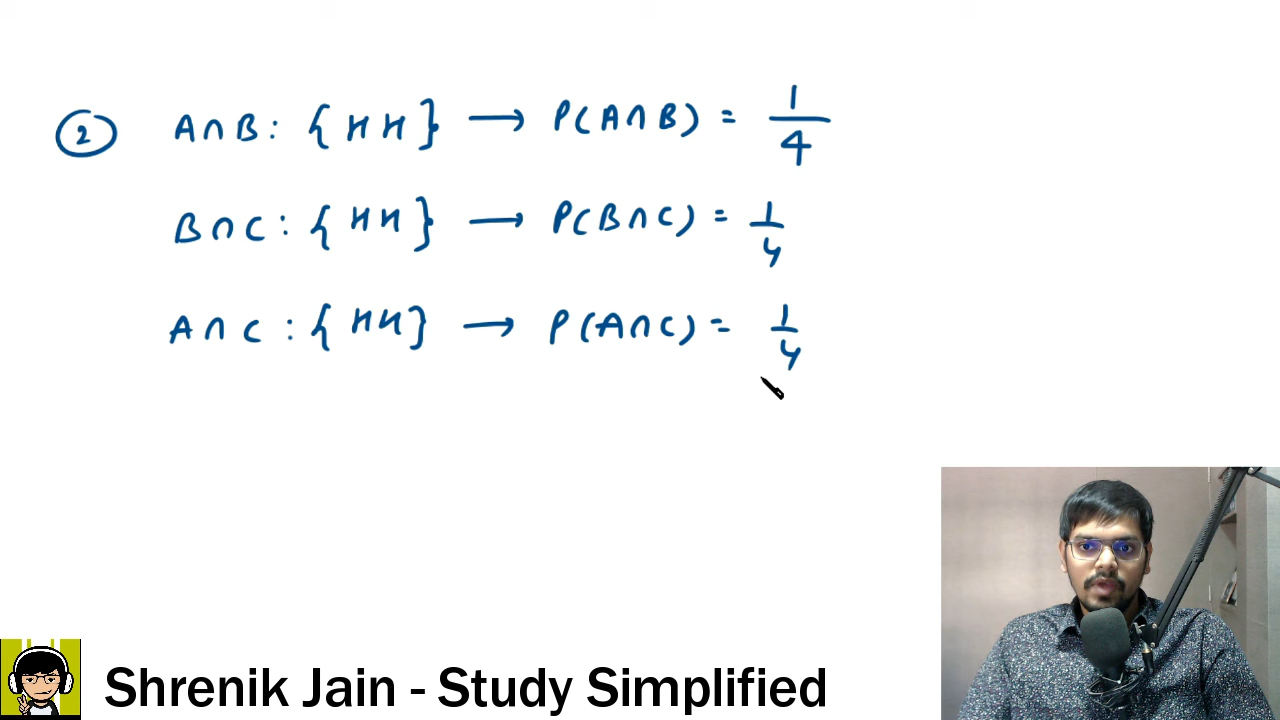 ② A∩B : {HH} → P(A∩B) = 1/4
B∩C : {HH} → P(B∩C) = 1/4
A∩C : {HH} → P(A∩C) = 1/4
Shrenik Jain - Study Simplified